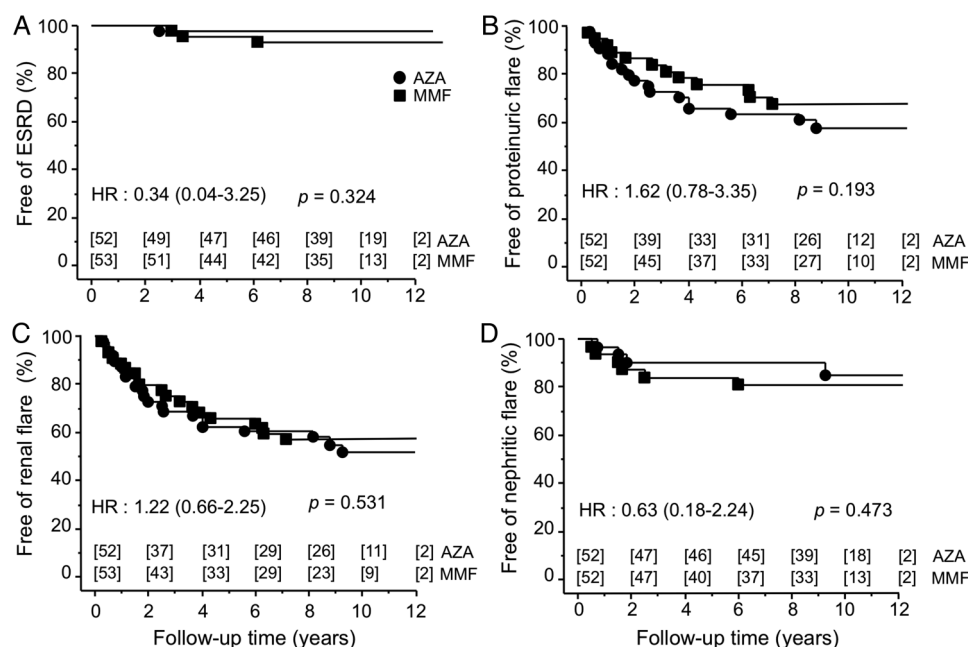 A
Free of ESRD (%)
100
80
60
40
20
0
AZA
MMF
HR : 0.34 (0.04-3.25) p = 0.324
[52] [49] [47] [46] [39] [19] [2] AZA
[53] [51] [44] [42] [35] [13] [2] MMF
0 2 4 6 8 10 12
B
Free of proteinuric flare (%)
100
80
60
40
20
0
HR : 1.62 (0.78-3.35) p = 0.193
[52] [39] [33] [31] [26] [12] [2] AZA
[52] [45] [37] [33] [27] [10] [2] MMF
0 2 4 6 8 10 12
C
Free of renal flare (%)
100
80
60
40
20
0
HR : 1.22 (0.66-2.25) p = 0.531
[52] [37] [31] [29] [26] [11] [2] AZA
[53] [43] [33] [29] [23] [9] [2] MMF
0 2 4 6 8 10 12
Follow-up time (years)
D
Free of nephritic flare (%)
100
80
60
40
20
0
HR : 0.63 (0.18-2.24) p = 0.473
[52] [47] [46] [45] [39] [18] [2] AZA
[52] [47] [40] [37] [33] [13] [2] MMF
0 2 4 6 8 10 12
Follow-up time (years)